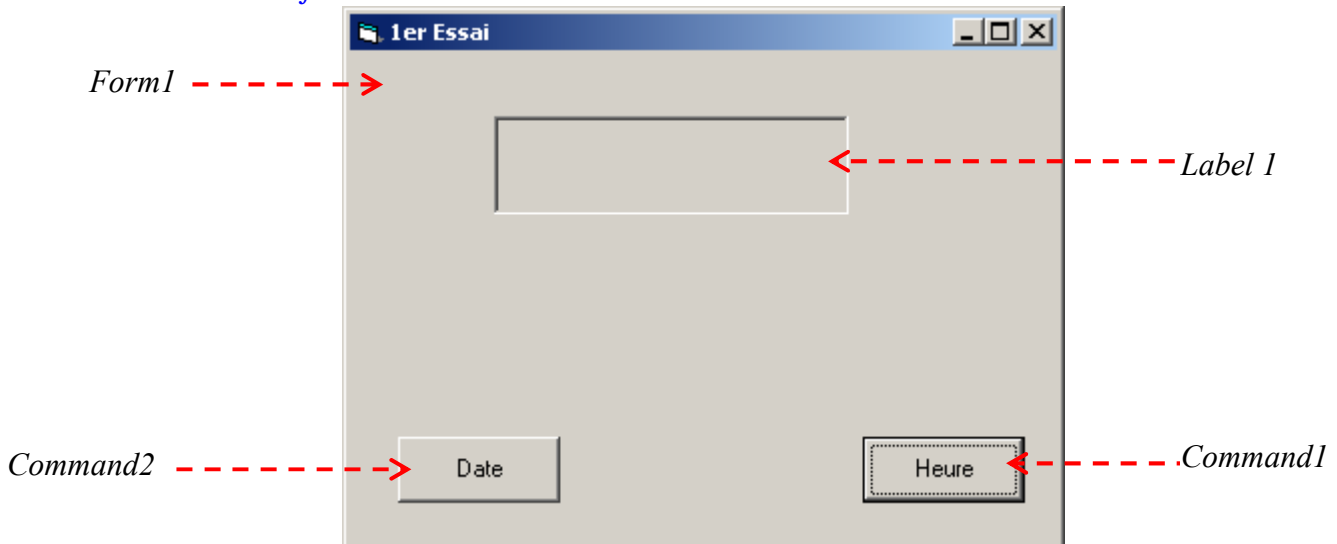 1er Essai
Form1
Label 1
Command2
Date
Heure
Command1